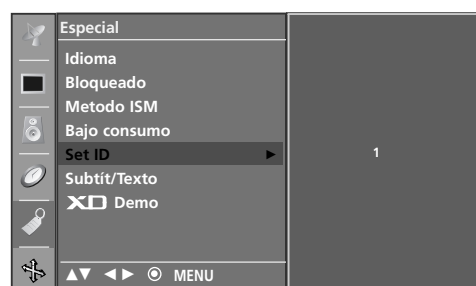 Especial
Idioma
Bloqueado
Metodo ISM
Bajo consumo
Set ID ►
1
Subtít/Texto
XD Demo
▲▼ ◄► ⦿ MENU